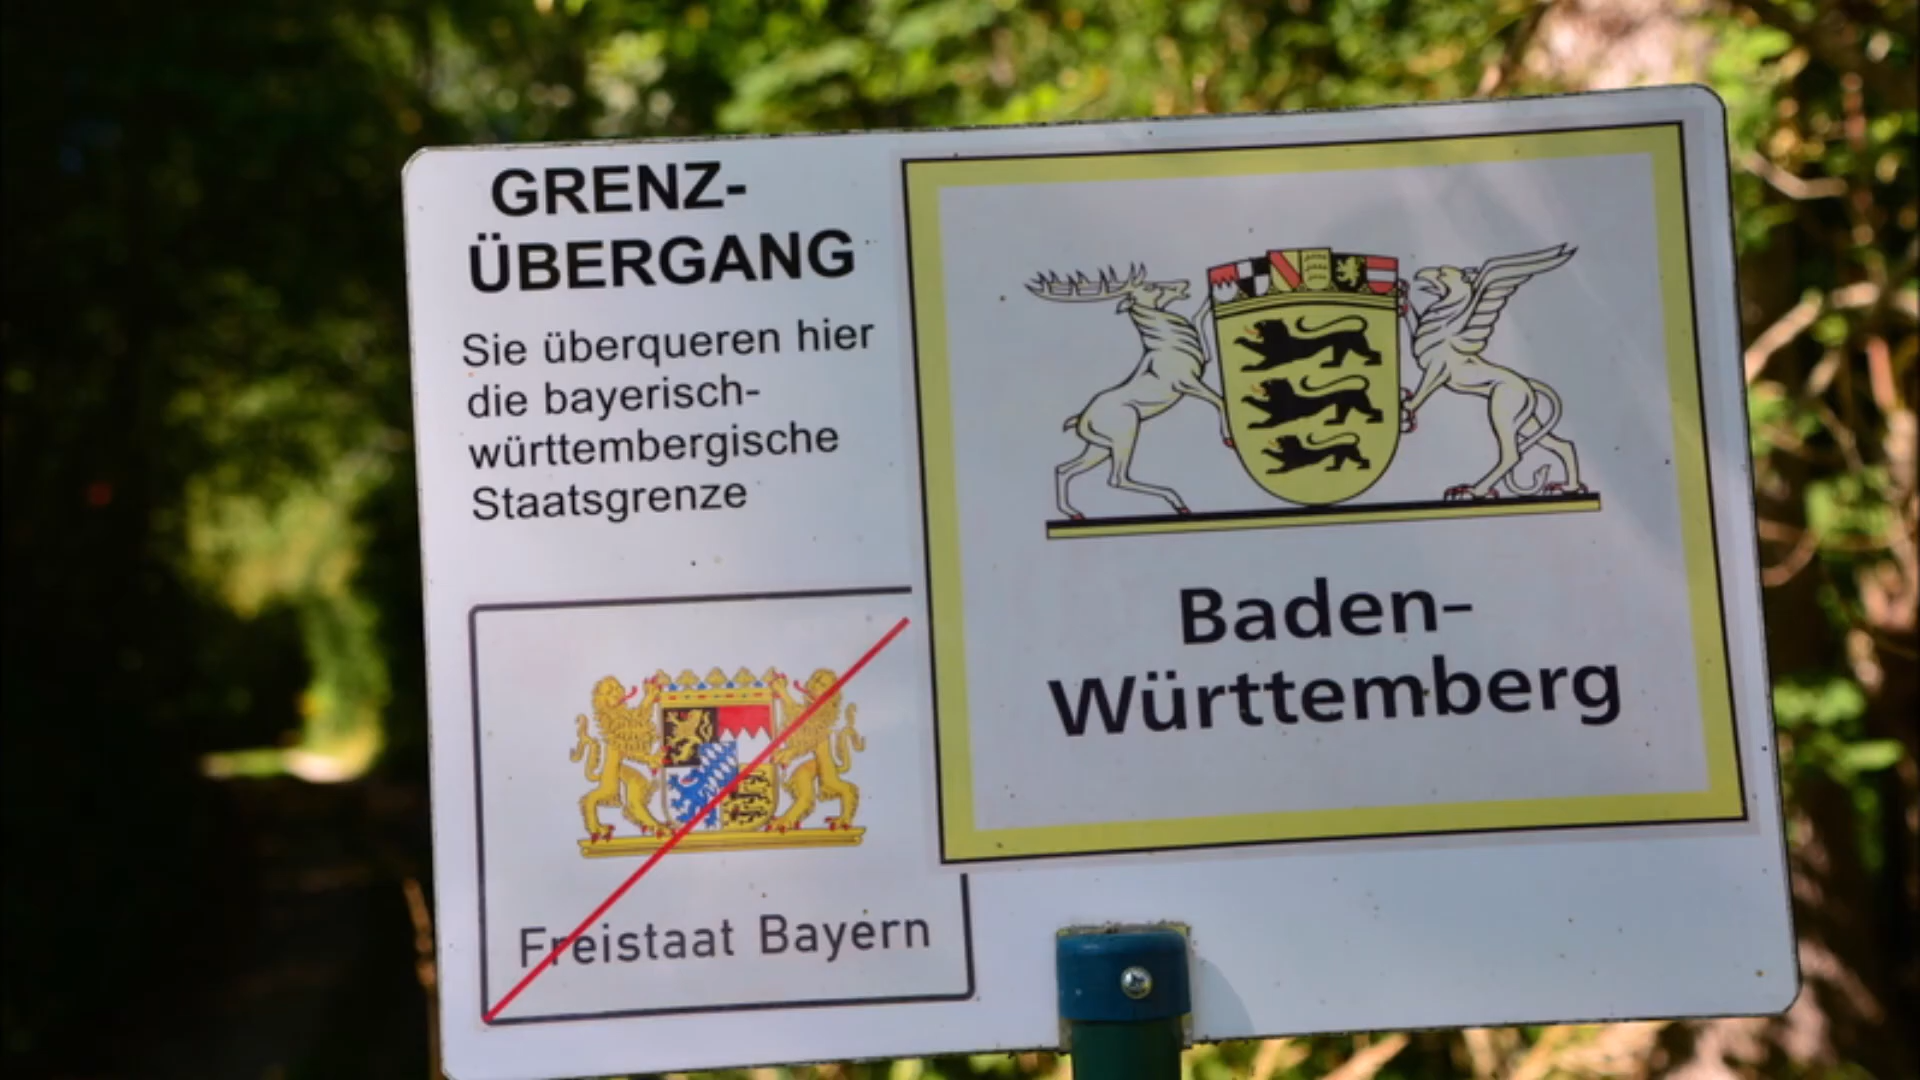 GRENZ-
ÜBERGANG
Sie überqueren hier
die bayerisch-
württembergische
Staatsgrenze
Freistaat Bayern
Baden-
Württemberg